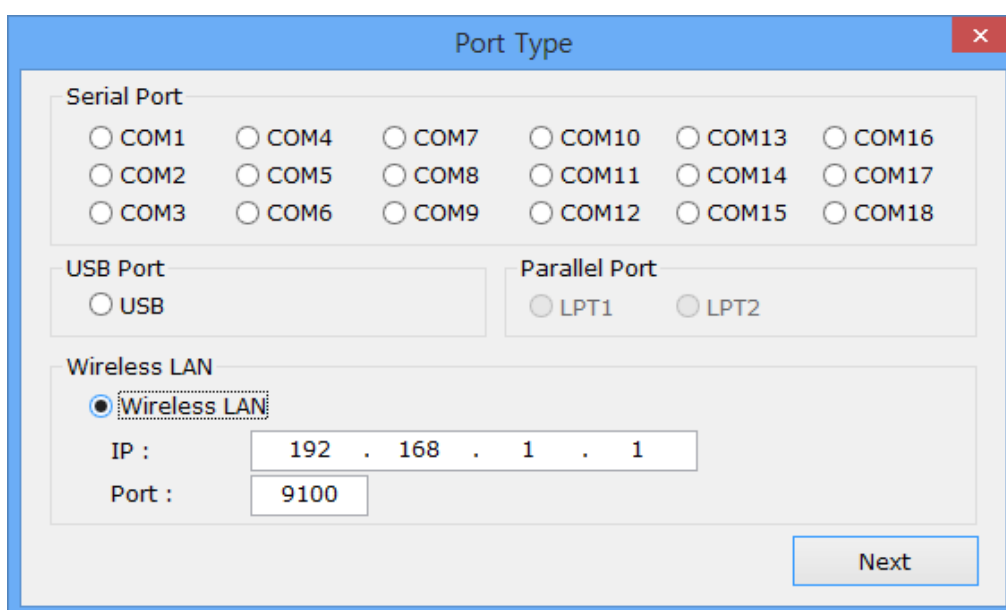 Port Type
Serial Port
COM1 COM4 COM7 COM10 COM13 COM16
COM2 COM5 COM8 COM11 COM14 COM17
COM3 COM6 COM9 COM12 COM15 COM18
USB Port
USB
Parallel Port
LPT1 LPT2
Wireless LAN
Wireless LAN
IP : 192 . 168 . 1 . 1
Port : 9100
Next